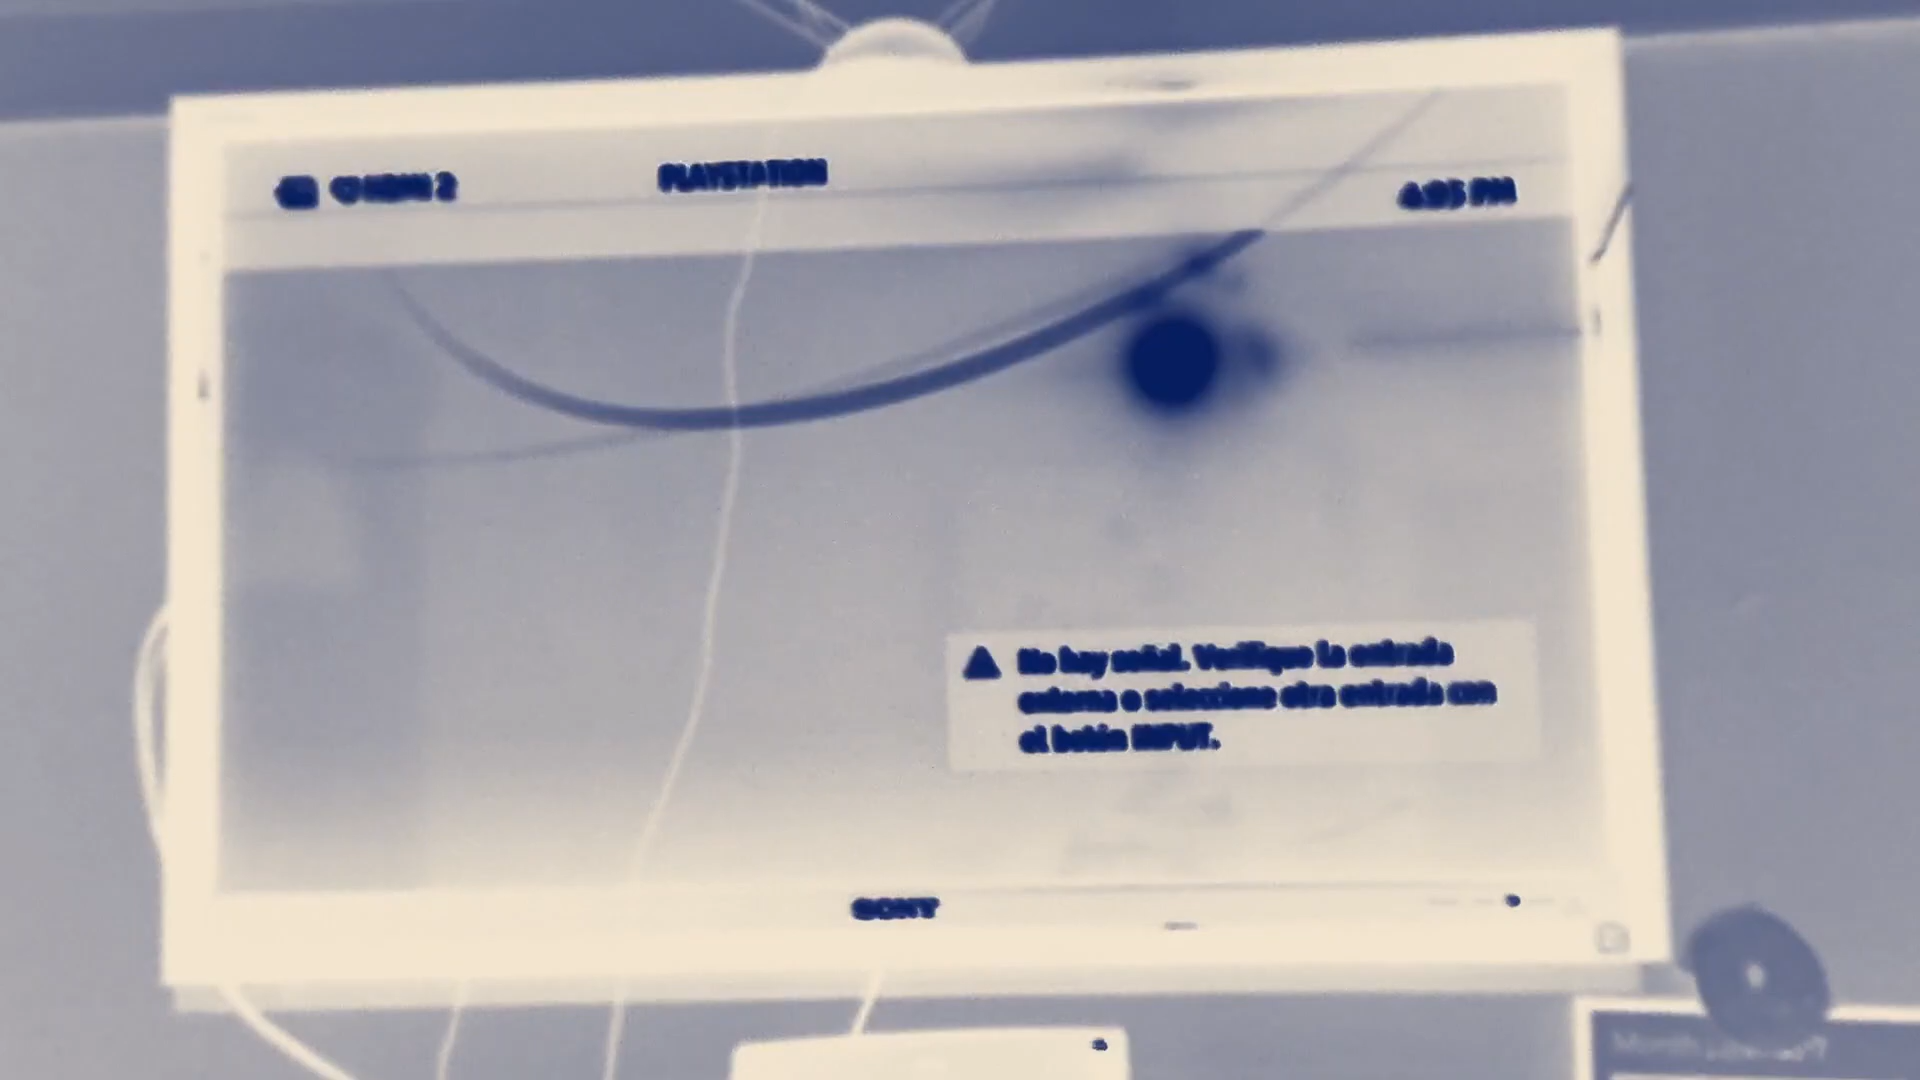 HDMI 2
PLAYSTATION
4:05 PM
No hay señal. Verifique la entrada
externa o seleccione otra entrada con
el botón INPUT.
SONY
Month